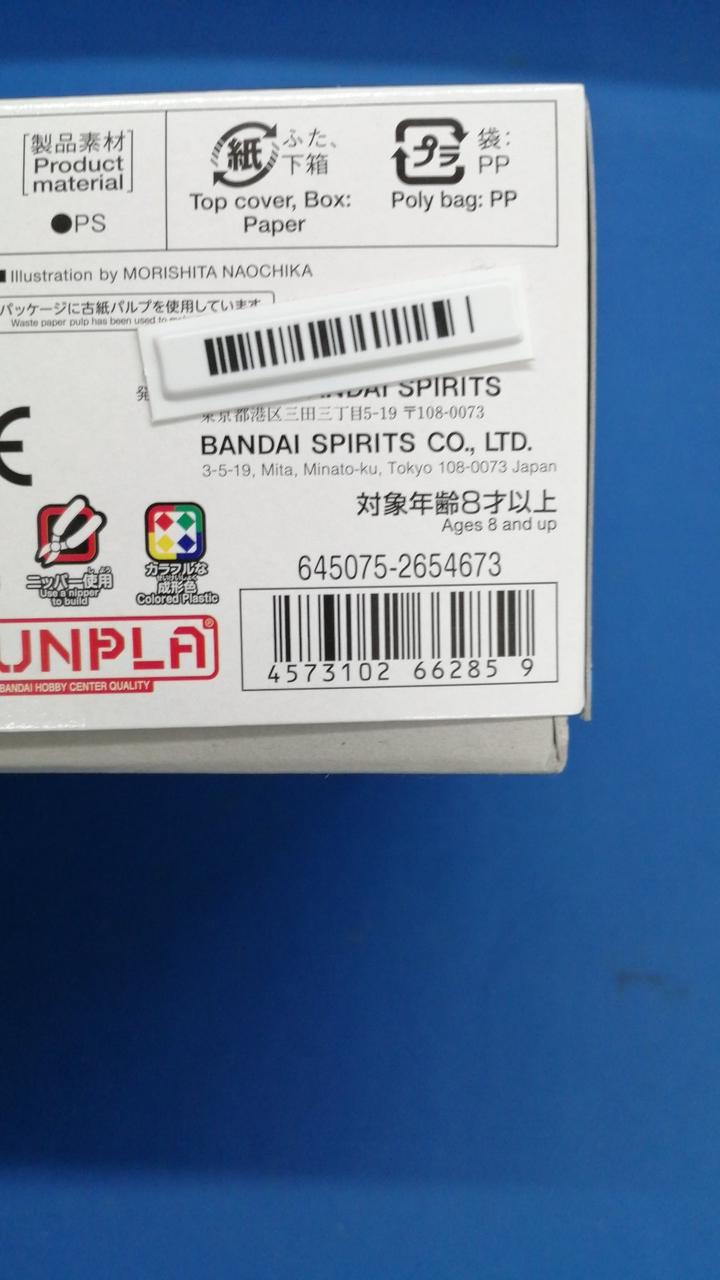 [製品素材]
Product
material
●PS
紙
ふた、
下箱
Top cover, Box:
Paper
プラ
袋:
PP
Poly bag: PP
■Illustration by MORISHITA NAOCHIKA
パッケージに古紙パルプを使用しています
Waste paper pulp has been used to
発
BANDAI SPIRITS
東京都港区三田三丁目5-19 〒108-0073
BANDAI SPIRITS CO., LTD.
3-5-19, Mita, Minato-ku, Tokyo 108-0073 Japan
対象年齢8才以上
Ages 8 and up
ニッパー使用
Use a nipper
to build
カラフルな
成形色
Colored Plastic
645075-2654673
4573102 66285 9
UNPLA®
BANDAI HOBBY CENTER QUALITY